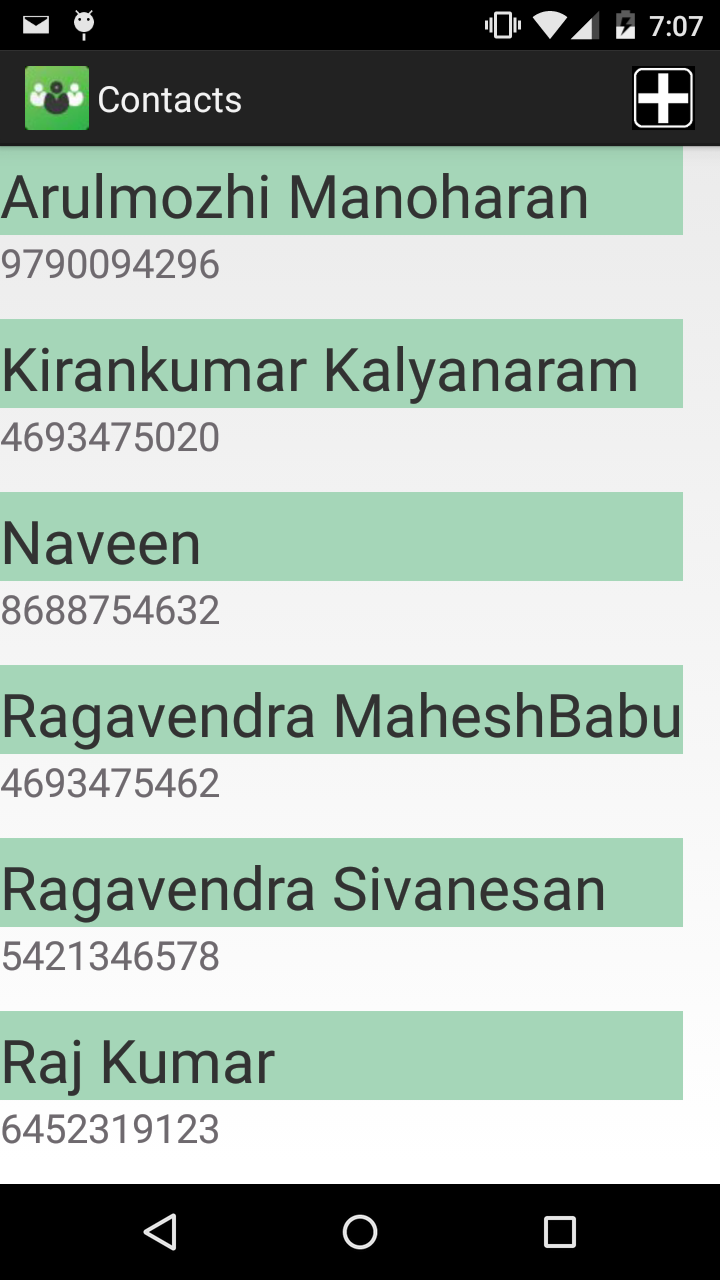 7:07
Contacts
Arulmozhi Manoharan
9790094296
Kirankumar Kalyanaram
4693475020
Naveen
8688754632
Ragavendra MaheshBabu
4693475462
Ragavendra Sivanesan
5421346578
Raj Kumar
6452319123